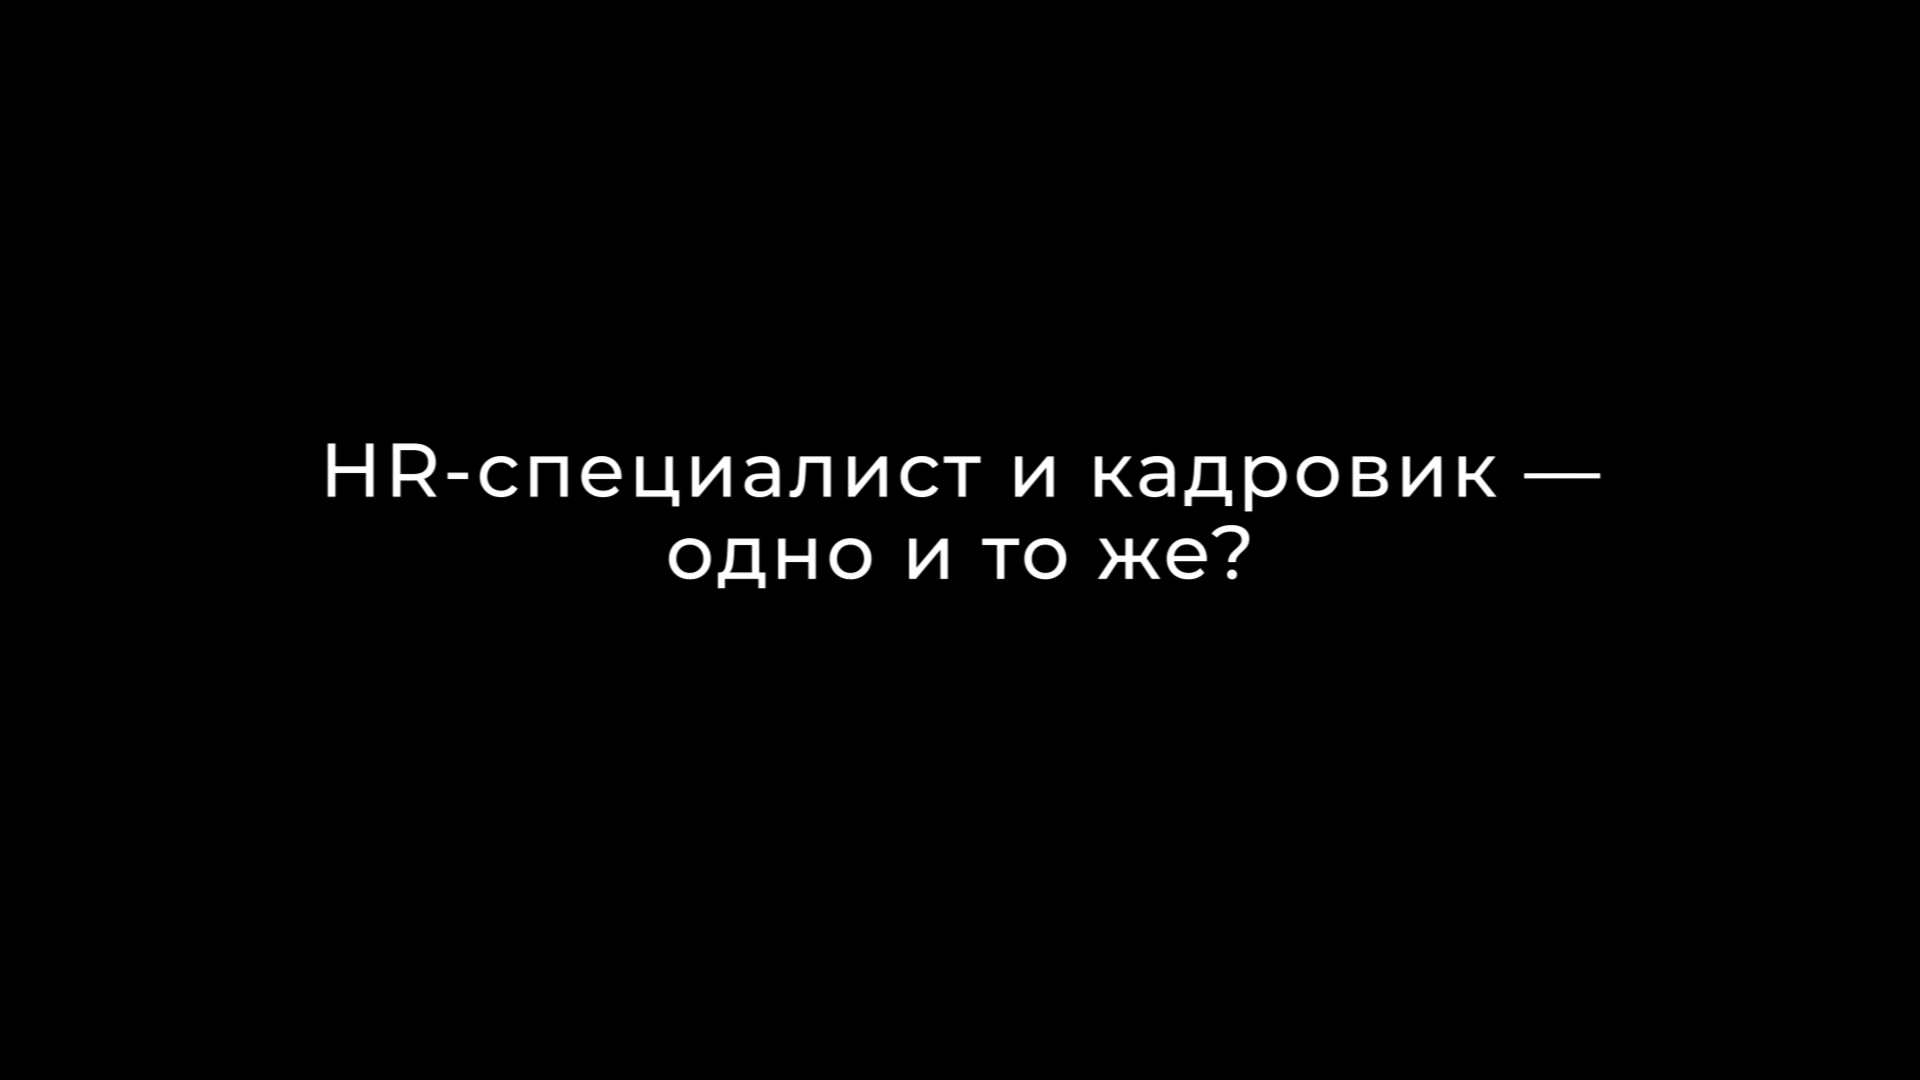 HR-специалист и кадровик —
одно и то же?